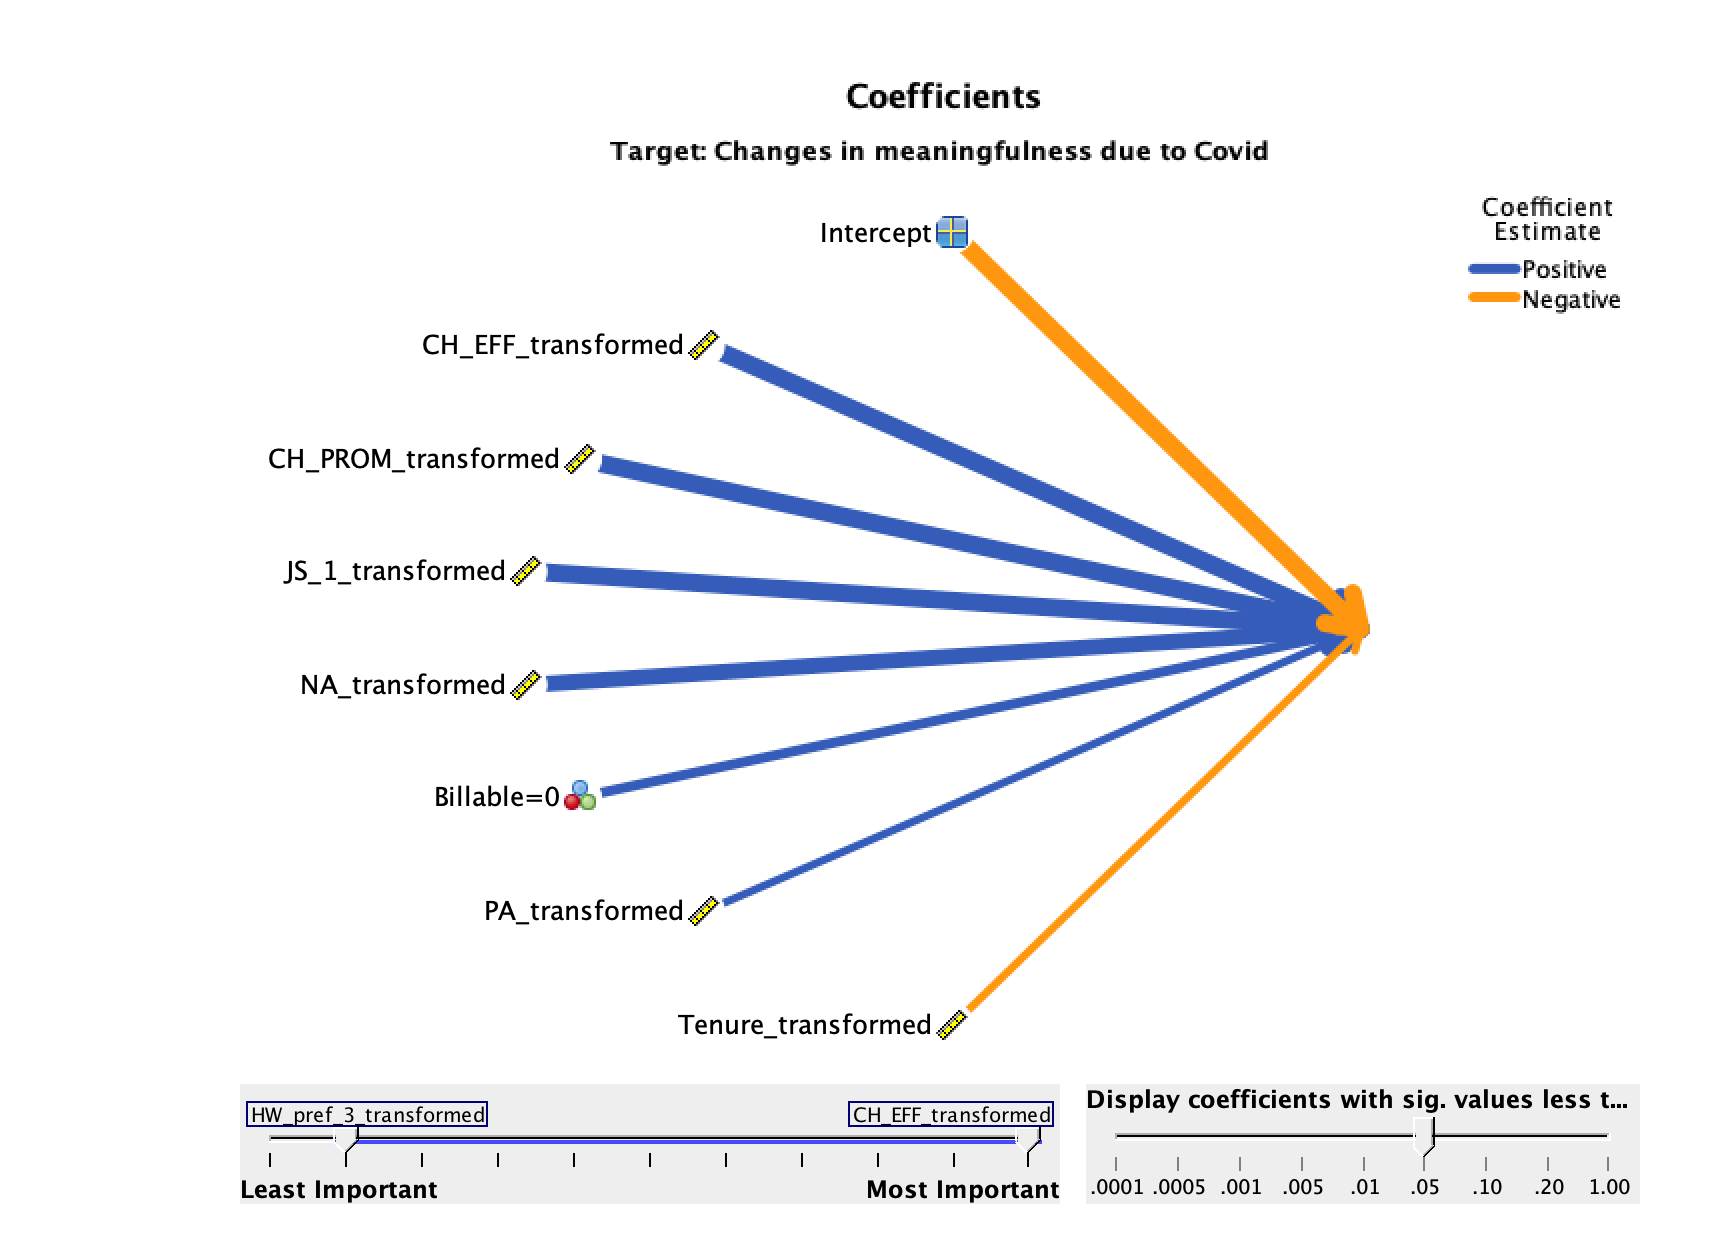 Coefficients
Target: Changes in meaningfulness due to Covid
Coefficient
Estimate
Positive
Negative
Intercept
CH_EFF_transformed
CH_PROM_transformed
JS_1_transformed
NA_transformed
Billable=0
PA_transformed
Tenure_transformed
HW_pref_3_transformed
CH_EFF_transformed
Least Important
Most Important
Display coefficients with sig. values less t...
.0001 .0005 .001 .005 .01 .05 .10 .20 1.00